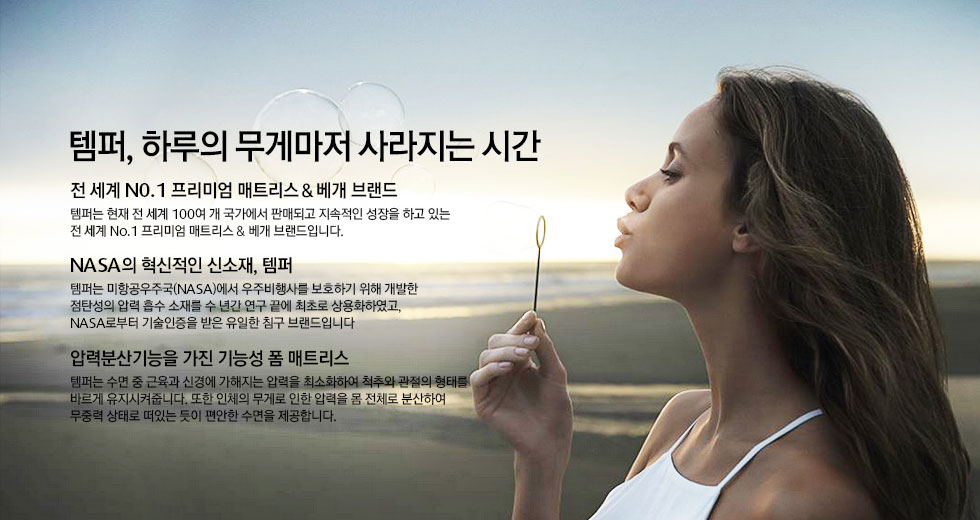 템퍼, 하루의 무게마저 사라지는 시간
전 세계 NO.1 프리미엄 매트리스 & 베개 브랜드
템퍼는 현재 전 세계 100여 개 국가에서 판매되고 지속적인 성장을 하고 있는
전 세계 No.1 프리미엄 매트리스 & 베개 브랜드입니다.
NASA의 혁신적인 신소재, 템퍼
템퍼는 미항공우주국(NASA)에서 우주비행사를 보호하기 위해 개발한
점탄성의 압력 흡수 소재를 수 년간 연구 끝에 최초로 상용화하였고,
NASA로부터 기술인증을 받은 유일한 침구 브랜드입니다
압력분산기능을 가진 기능성 폼 매트리스
템퍼는 수면 중 근육과 신경에 가해지는 압력을 최소화하여 척추와 관절의 형태를
바르게 유지시켜줍니다. 또한 인체의 무게로 인한 압력을 몸 전체로 분산하여
무중력 상태로 떠있는 듯이 편안한 수면을 제공합니다.